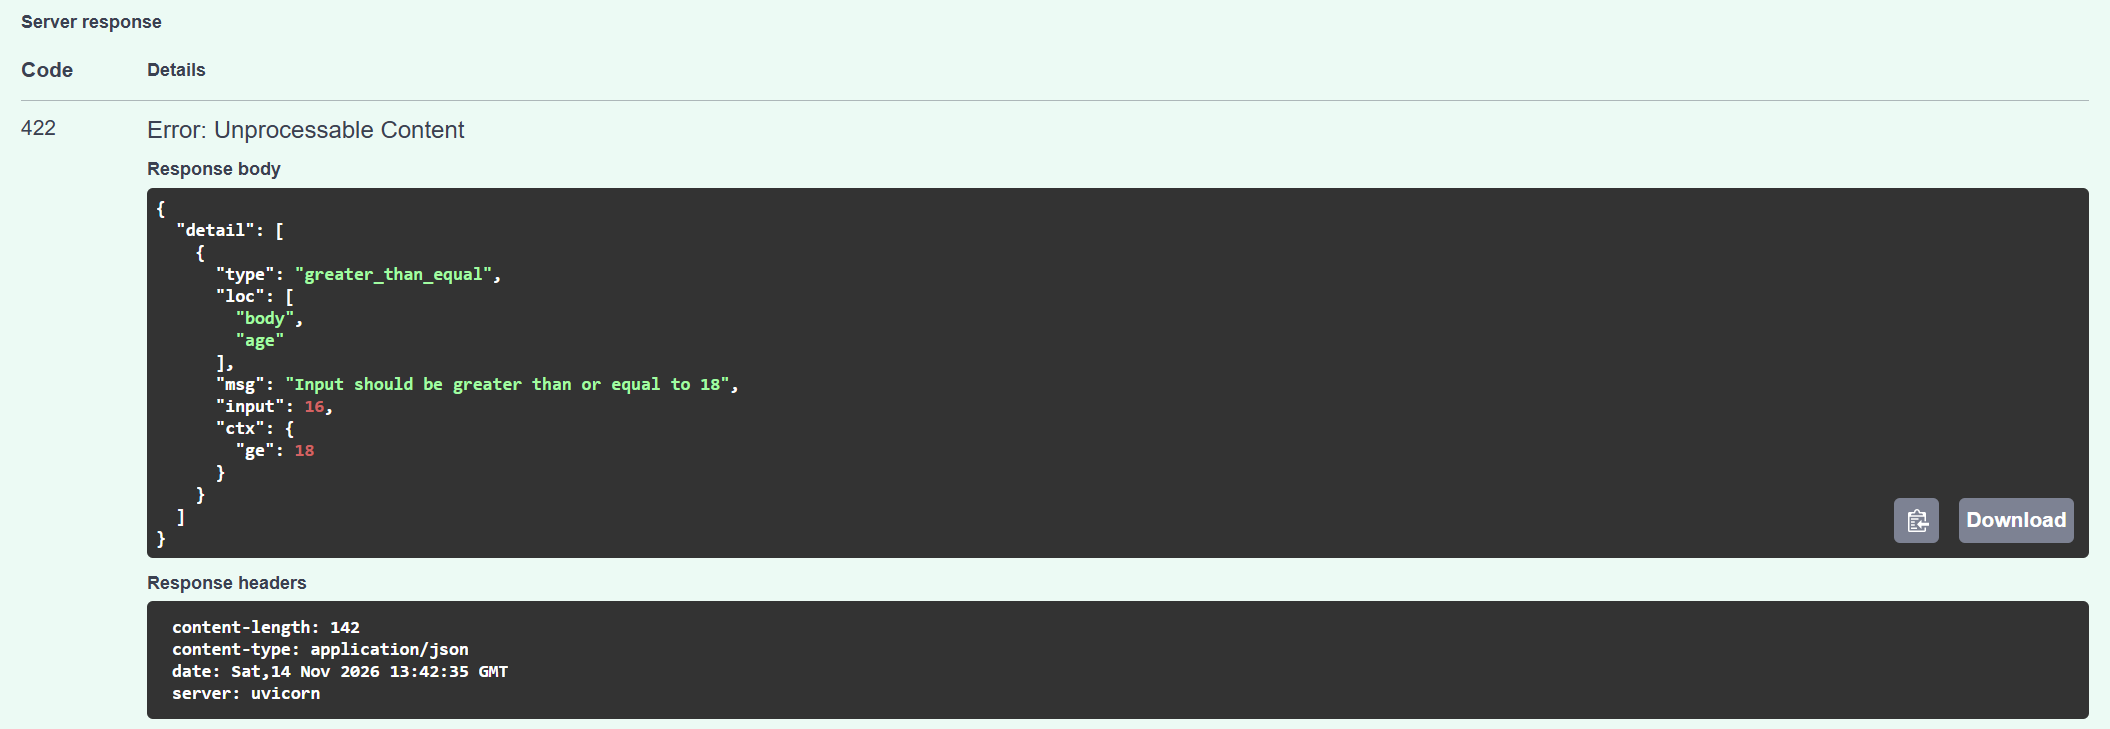 Server response
Code Details
422 Error: Unprocessable Content
Response body
{
  "detail": [
    {
      "type": "greater_than_equal",
      "loc": [
        "body",
        "age"
      ],
      "msg": "Input should be greater than or equal to 18",
      "input": 16,
      "ctx": {
        "ge": 18
      }
    }
  ]
}
Download
Response headers
content-length: 142
content-type: application/json
date: Sat,14 Nov 2026 13:42:35 GMT
server: uvicorn